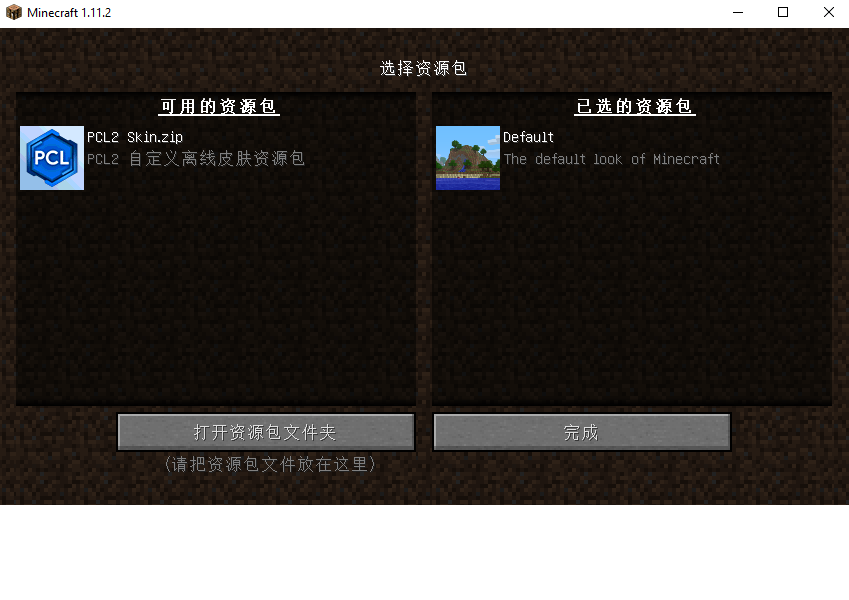 Minecraft 1.11.2
选择资源包
可用的资源包
已选的资源包
PCL
PCL2 Skin.zip
PCL2 自定义离线皮肤资源包
Default
The default look of Minecraft
打开资源包文件夹
完成
(请把资源包文件放在这里)